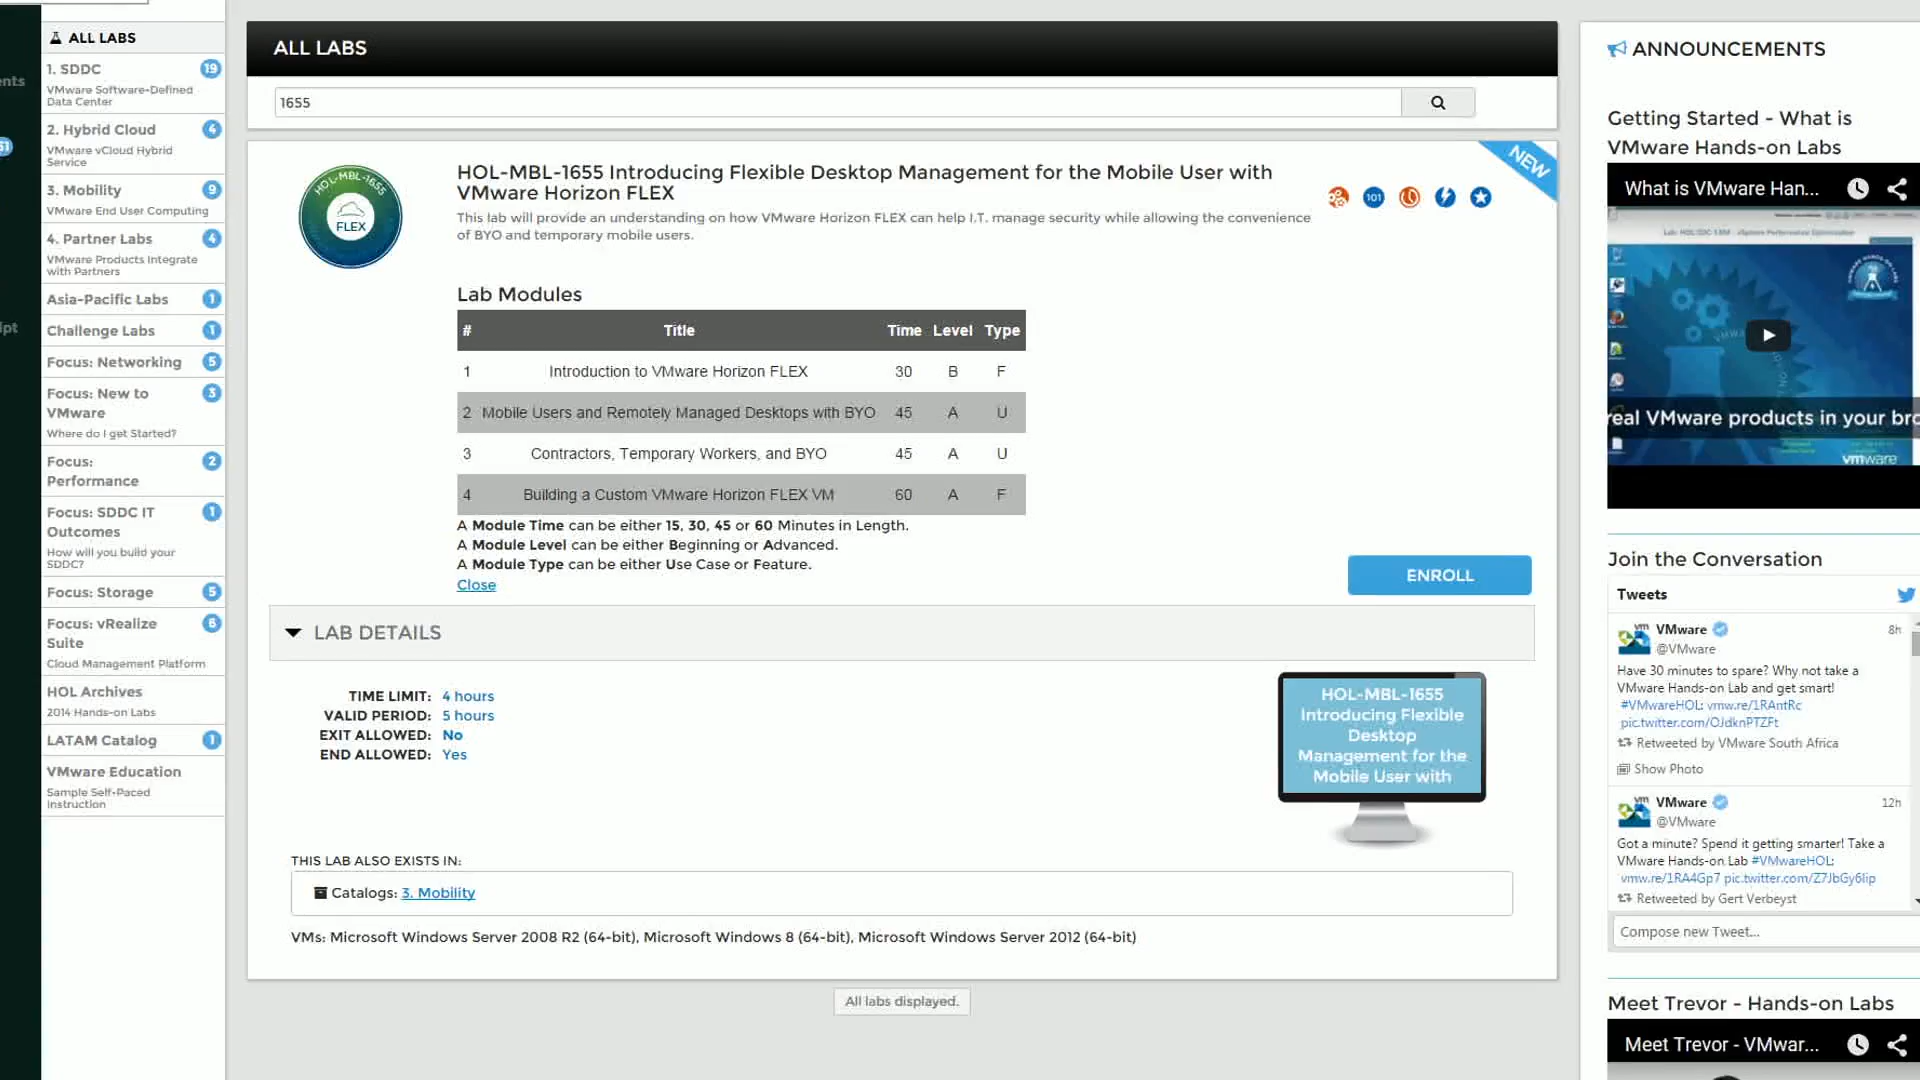 ents
51
ipt
ALL LABS
1. SDDC
19
VMware Software-Defined
Data Center
2. Hybrid Cloud
4
VMware vCloud Hybrid
Service
3. Mobility
9
VMware End User Computing
4. Partner Labs
4
VMware Products Integrate
with Partners
Asia-Pacific Labs
1
Challenge Labs
1
Focus: Networking
5
Focus: New to
VMware
3
Where do I get Started?
Focus:
Performance
2
Focus: SDDC IT
Outcomes
1
How will you build your
SDDC?
Focus: Storage
5
Focus: vRealize
Suite
6
Cloud Management Platform
HOL Archives
2014 Hands-on Labs
LATAM Catalog
1
VMware Education
Sample Self-Paced
Instruction
ALL LABS
1655
HOL-MBL-1655
FLEX
HOL-MBL-1655 Introducing Flexible Desktop Management for the Mobile User with
VMware Horizon FLEX
This lab will provide an understanding on how VMware Horizon FLEX can help I.T. manage security while allowing the convenience
of BYO and temporary mobile users.
101
NEW
Lab Modules
# Title Time Level Type
1 Introduction to VMware Horizon FLEX 30 B F
2 Mobile Users and Remotely Managed Desktops with BYO 45 A U
3 Contractors, Temporary Workers, and BYO 45 A U
4 Building a Custom VMware Horizon FLEX VM 60 A F
A Module Time can be either 15, 30, 45 or 60 Minutes in Length.
A Module Level can be either Beginning or Advanced.
A Module Type can be either Use Case or Feature.
Close
ENROLL
LAB DETAILS
TIME LIMIT: 4 hours
VALID PERIOD: 5 hours
EXIT ALLOWED: No
END ALLOWED: Yes
HOL-MBL-1655
Introducing Flexible
Desktop
Management for the
Mobile User with
THIS LAB ALSO EXISTS IN:
Catalogs: 3. Mobility
VMs: Microsoft Windows Server 2008 R2 (64-bit), Microsoft Windows 8 (64-bit), Microsoft Windows Server 2012 (64-bit)
All labs displayed.
ANNOUNCEMENTS
Getting Started - What is
VMware Hands-on Labs
What is VMware Han...
real VMware products in your bro
vmware
Join the Conversation
Tweets
VMware
8h
@VMware
Have 30 minutes to spare? Why not take a
VMware Hands-on Lab and get smart!
#VMwareHOL: vmw.re/1RAntRc
pic.twitter.com/OJdknPTZFt
Retweeted by VMware South Africa
Show Photo
VMware
12h
@VMware
Got a minute? Spend it getting smarter! Take a
VMware Hands-on Lab #VMwareHOL:
vmw.re/1RA4Gp7 pic.twitter.com/Z7JbGy6lip
Retweeted by Gert Verbeyst
Compose new Tweet...
Meet Trevor - Hands-on Labs
Meet Trevor - VMwar...